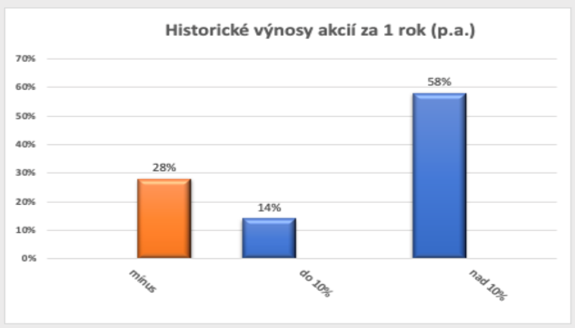 Historické výnosy akcií za 1 rok (p.a.)
70%
60%
50%
40%
30%
20%
10%
0%
28%
14%
58%
mínus
do 10%
nad 10%